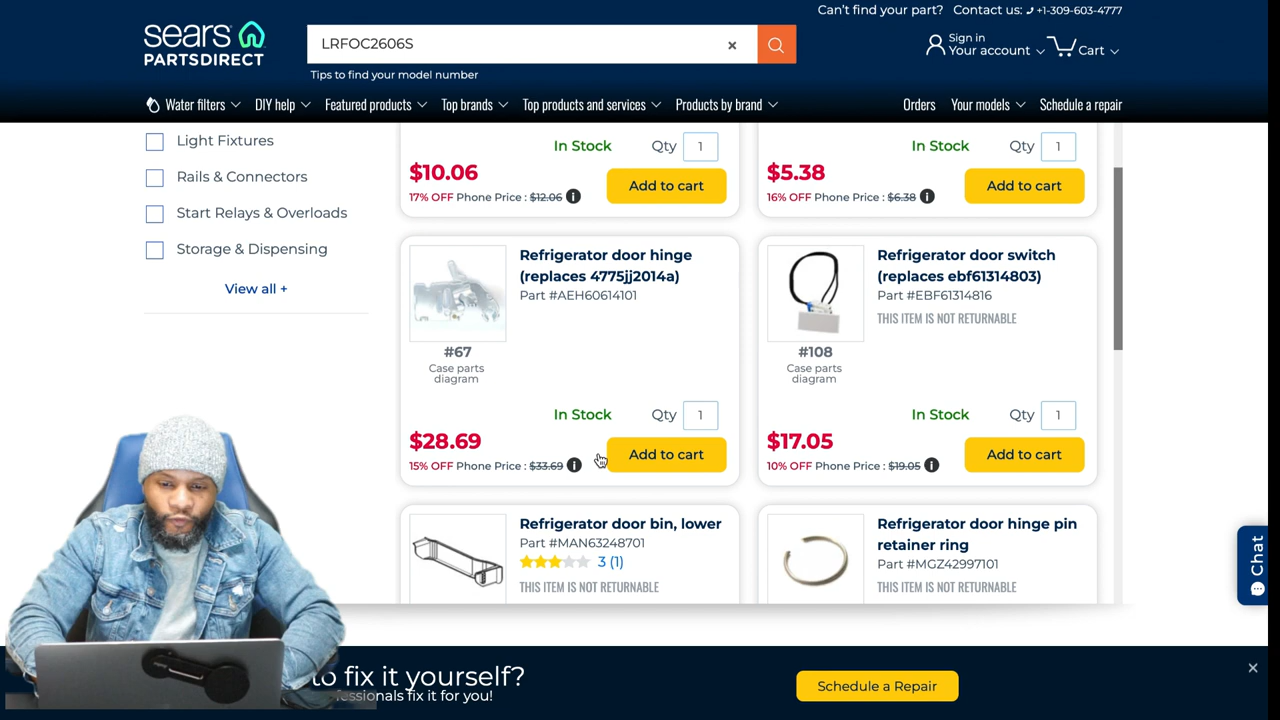 Can't find your part? Contact us: +1-309-603-4777
sears
PARTSDIRECT
LRFOC2606S
Tips to find your model number
Sign in
Your account
Cart
Water filters
DIY help
Featured products
Top brands
Top products and services
Products by brand
Orders
Your models
Schedule a repair
Light Fixtures
Rails & Connectors
Start Relays & Overloads
Storage & Dispensing
View all +
In Stock
Qty 1
$10.06
17% OFF Phone Price : $12.06
Add to cart
In Stock
Qty 1
$5.38
16% OFF Phone Price : $6.38
Add to cart
Refrigerator door hinge
(replaces 4775jj2014a)
Part #AEH60614101
#67
Case parts
diagram
In Stock
Qty 1
$28.69
15% OFF Phone Price : $33.69
Add to cart
Refrigerator door switch
(replaces ebf61314803)
Part #EBF61314816
THIS ITEM IS NOT RETURNABLE
#108
Case parts
diagram
In Stock
Qty 1
$17.05
10% OFF Phone Price : $19.05
Add to cart
Refrigerator door bin, lower
Part #MAN63248701
3 (1)
THIS ITEM IS NOT RETURNABLE
Refrigerator door hinge pin
retainer ring
Part #MGZ42997101
THIS ITEM IS NOT RETURNABLE
Chat
to fix it yourself?
fessionals fix it for you!
Schedule a Repair